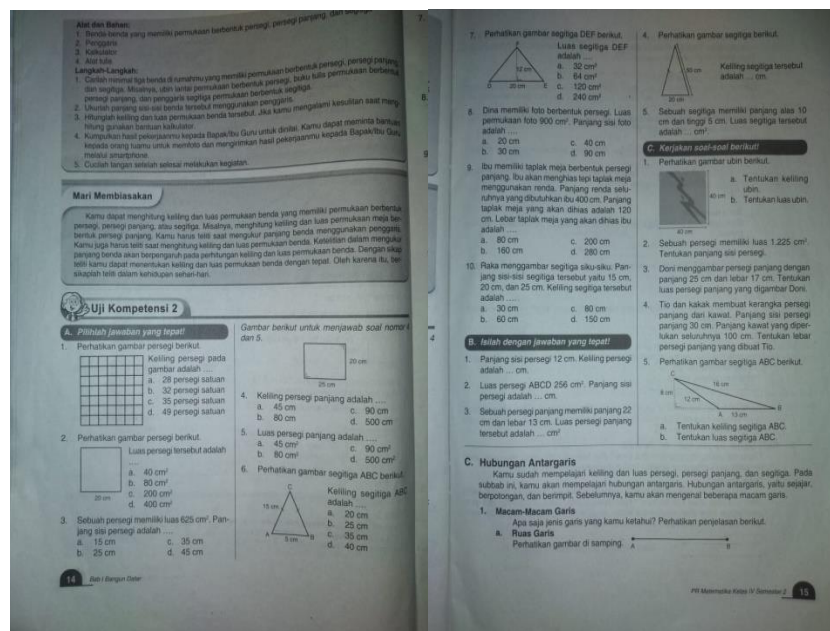 Alat dan Bahan:
1. Benda-benda yang memiliki permukaan berbentuk persegi, persegi panjang, dan
2. Penggaris
3. Kalkulator
4. Alat tulis
Langkah-Langkah:
1. Carilah minimal tiga benda di rumahmu yang memiliki permukaan berbentuk persegi, persegi panjang,
dan segitiga. Misalnya, ubin lantai permukaan berbentuk persegi, buku tulis permukaan berbentuk
persegi panjang, dan penggaris segitiga permukaan berbentuk segitiga.
2. Ukurlah panjang sisi-sisi benda tersebut menggunakan penggaris.
3. Hitunglah keliling dan luas permukaan benda tersebut. Jika kamu mengalami kesulitan saat meng-
hitung gunakan bantuan kalkulator.
4. Kumpulkan hasil pekerjaanmu kepada Bapak/Ibu Guru untuk dinilai. Kamu dapat meminta bantuan
kepada orang tuamu untuk memfoto dan mengirimkan hasil pekerjaanmu kepada Bapak/Ibu Guru
melalui smartphone.
5. Cucilah tangan setelah selesai melakukan kegiatan.
Mari Membiasakan
Kamu dapat menghitung keliling dan luas permukaan benda yang memiliki permukaan berbentuk
persegi, persegi panjang, atau segitiga. Misalnya, menghitung keliling dan luas permukaan meja ber-
bentuk persegi panjang. Kamu harus teliti saat mengukur panjang benda menggunakan penggaris.
Kamu juga harus teliti saat menghitung keliling dan luas permukaan benda. Ketelitian dalam mengukur
panjang benda akan berpengaruh pada perhitungan keliling dan luas permukaan benda. Dengan sikap
teliti kamu dapat menentukan keliling dan luas permukaan benda dengan tepat. Oleh karena itu, ber-
sikaplah teliti dalam kehidupan sehari-hari.
Uji Kompetensi 2
A. Pilihlah jawaban yang tepat!
1. Perhatikan gambar persegi berikut.
Keliling persegi pada
gambar adalah ....
a. 28 persegi satuan
b. 32 persegi satuan
c. 35 persegi satuan
d. 49 persegi satuan
2. Perhatikan gambar persegi berikut.
20 cm
Luas persegi tersebut adalah
....
a. 40 cm²
b. 80 cm²
c. 200 cm²
d. 400 cm²
3. Sebuah persegi memiliki luas 625 cm². Pan-
jang sisi persegi adalah ....
a. 15 cm c. 35 cm
b. 25 cm d. 45 cm
Gambar berikut untuk menjawab soal nomor 4
dan 5.
20 cm
25 cm
4. Keliling persegi panjang adalah ....
a. 45 cm c. 90 cm
b. 80 cm d. 500 cm
5. Luas persegi panjang adalah ....
a. 45 cm² c. 90 cm²
b. 80 cm² d. 500 cm²
6. Perhatikan gambar segitiga ABC berikut.
C
15 cm
A 5 cm B
Keliling segitiga ABC
adalah ....
a. 20 cm
b. 25 cm
c. 35 cm
d. 40 cm
14 Bab I Bangun Datar
7.
8.
9
4
7. Perhatikan gambar segitiga DEF berikut.
F
12 cm
D 20 cm E
Luas segitiga DEF
adalah ....
a. 32 cm²
b. 64 cm²
c. 120 cm²
d. 240 cm²
8. Dina memiliki foto berbentuk persegi. Luas
permukaan foto 900 cm². Panjang sisi foto
adalah ....
a. 20 cm c. 40 cm
b. 30 cm d. 90 cm
9. Ibu memiliki taplak meja berbentuk persegi
panjang. Ibu akan menghias tepi taplak meja
menggunakan renda. Panjang renda selu-
ruhnya yang dibutuhkan ibu 400 cm. Panjang
taplak meja yang akan dihias adalah 120
cm. Lebar taplak meja yang akan dihias ibu
adalah ....
a. 80 cm c. 200 cm
b. 160 cm d. 280 cm
10. Raka menggambar segitiga siku-siku. Pan-
jang sisi-sisi segitiga tersebut yaitu 15 cm,
20 cm, dan 25 cm. Keliling segitiga tersebut
adalah ....
a. 30 cm c. 80 cm
b. 60 cm d. 150 cm
B. Isilah dengan jawaban yang tepat!
1. Panjang sisi persegi 12 cm. Keliling persegi
adalah ... cm.
2. Luas persegi ABCD 256 cm². Panjang sisi
persegi adalah ... cm.
3. Sebuah persegi panjang memiliki panjang 22
cm dan lebar 13 cm. Luas persegi panjang
tersebut adalah ... cm²
4. Perhatikan gambar segitiga berikut.
20 cm
Keliling segitiga tersebut
adalah ... cm.
5. Sebuah segitiga memiliki panjang alas 10
cm dan tinggi 5 cm. Luas segitiga tersebut
adalah ... cm².
C. Kerjakan soal-soal berikut!
1. Perhatikan gambar ubin berikut.
40 cm
40 cm
a. Tentukan keliling
ubin.
b. Tentukan luas ubin.
2. Sebuah persegi memiliki luas 1.225 cm².
Tentukan panjang sisi persegi.
3. Doni menggambar persegi panjang dengan
panjang 25 cm dan lebar 17 cm. Tentukan
luas persegi panjang yang digambar Doni.
4. Tio dan kakak membuat kerangka persegi
panjang dari kawat. Panjang sisi persegi
panjang 30 cm. Panjang kawat yang diper-
lukan seluruhnya 100 cm. Tentukan lebar
persegi panjang yang dibuat Tio.
5. Perhatikan gambar segitiga ABC berikut.
C
12 cm
A 13 cm B
a. Tentukan keliling segitiga ABC.
b. Tentukan luas segitiga ABC.
C. Hubungan Antargaris
Kamu sudah mempelajari keliling dan luas persegi, persegi panjang, dan segitiga. Pada
subbab ini, kamu akan mempelajari hubungan antargaris. Hubungan antargaris, yaitu sejajar,
berpotongan, dan berimpit. Sebelumnya, kamu akan mengenal beberapa macam garis.
1. Macam-Macam Garis
Apa saja jenis garis yang kamu ketahui? Perhatikan penjelasan berikut.
a. Ruas Garis
Perhatikan gambar di samping.
A B
PR Matematika Kelas IV Semester 2 15